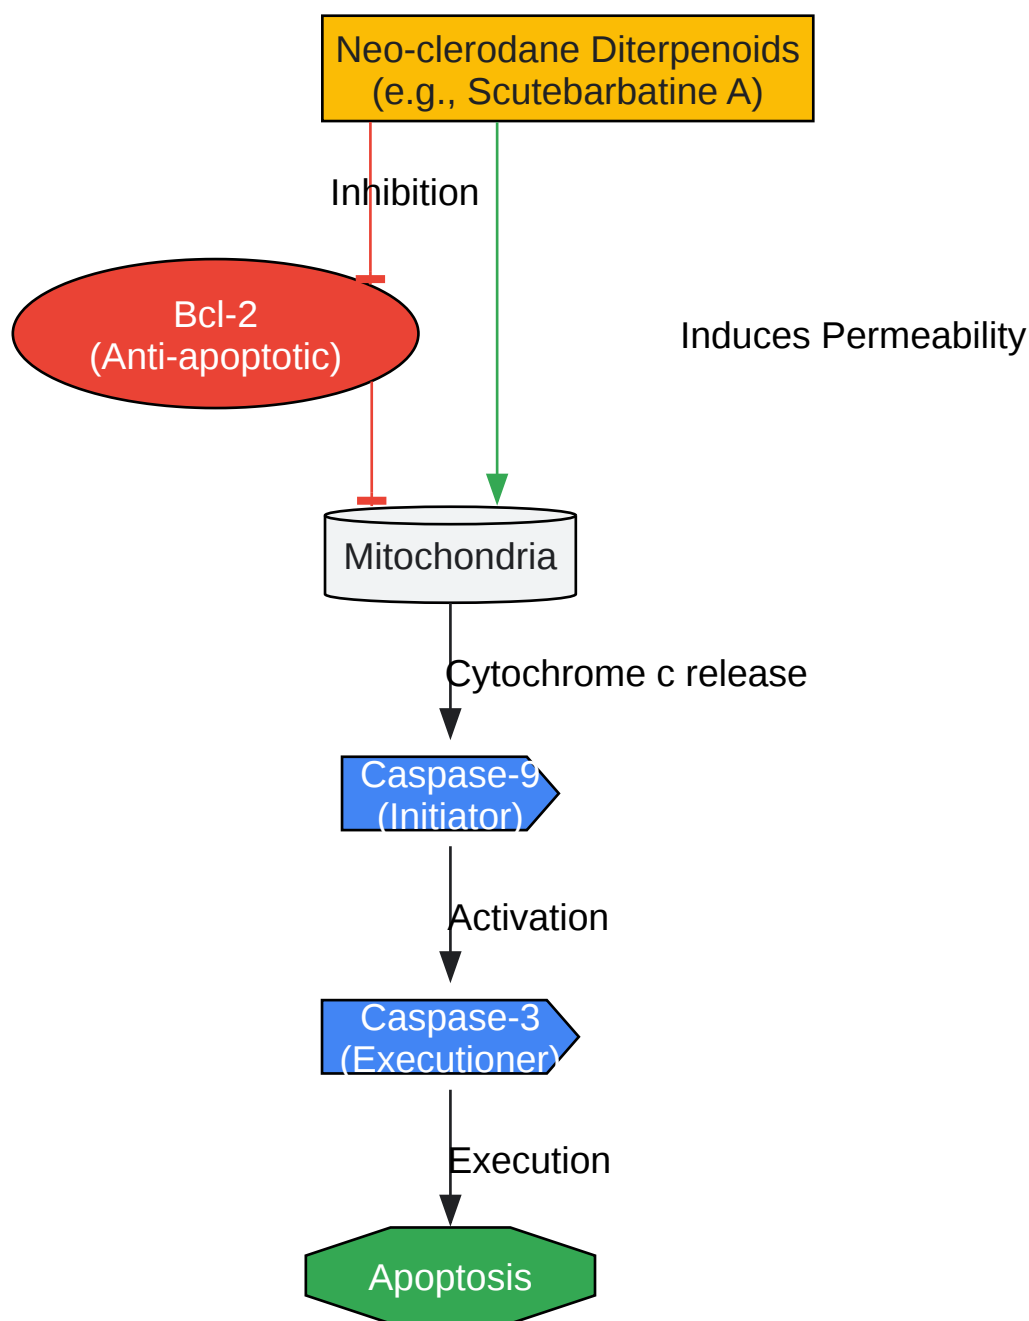 Neo-clerodane Diterpenoids
(e.g., Scutebarbatine A)
Inhibition
Bcl-2
(Anti-apoptotic)
Induces Permeability
Mitochondria
Cytochrome c release
Caspase-9
(Initiator)
Activation
Caspase-3
(Executioner)
Execution
Apoptosis